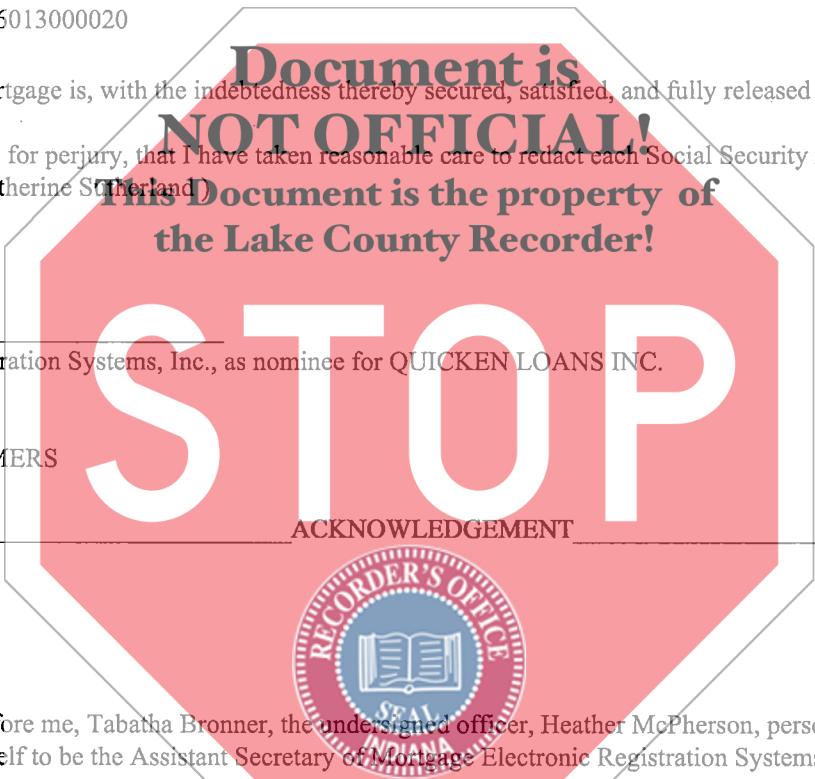 6013000020
Document is
rtgage is, with the indebtedness thereby secured, satisfied, and fully released
NOT OFFICIAL!
for perjury, that I have taken reasonable care to redact each Social Security
therine Sutherland)
This Document is the property of
the Lake County Recorder!
STOP
ration Systems, Inc., as nominee for QUICKEN LOANS INC.
MERS
ACKNOWLEDGEMENT
RECORDER'S OFFICE
SEAL
INDIANA
fore me, Tabatha Bronner, the undersigned officer, Heather McPherson, perso
elf to be the Assistant Secretary of Mortgage Electronic Registration Systems